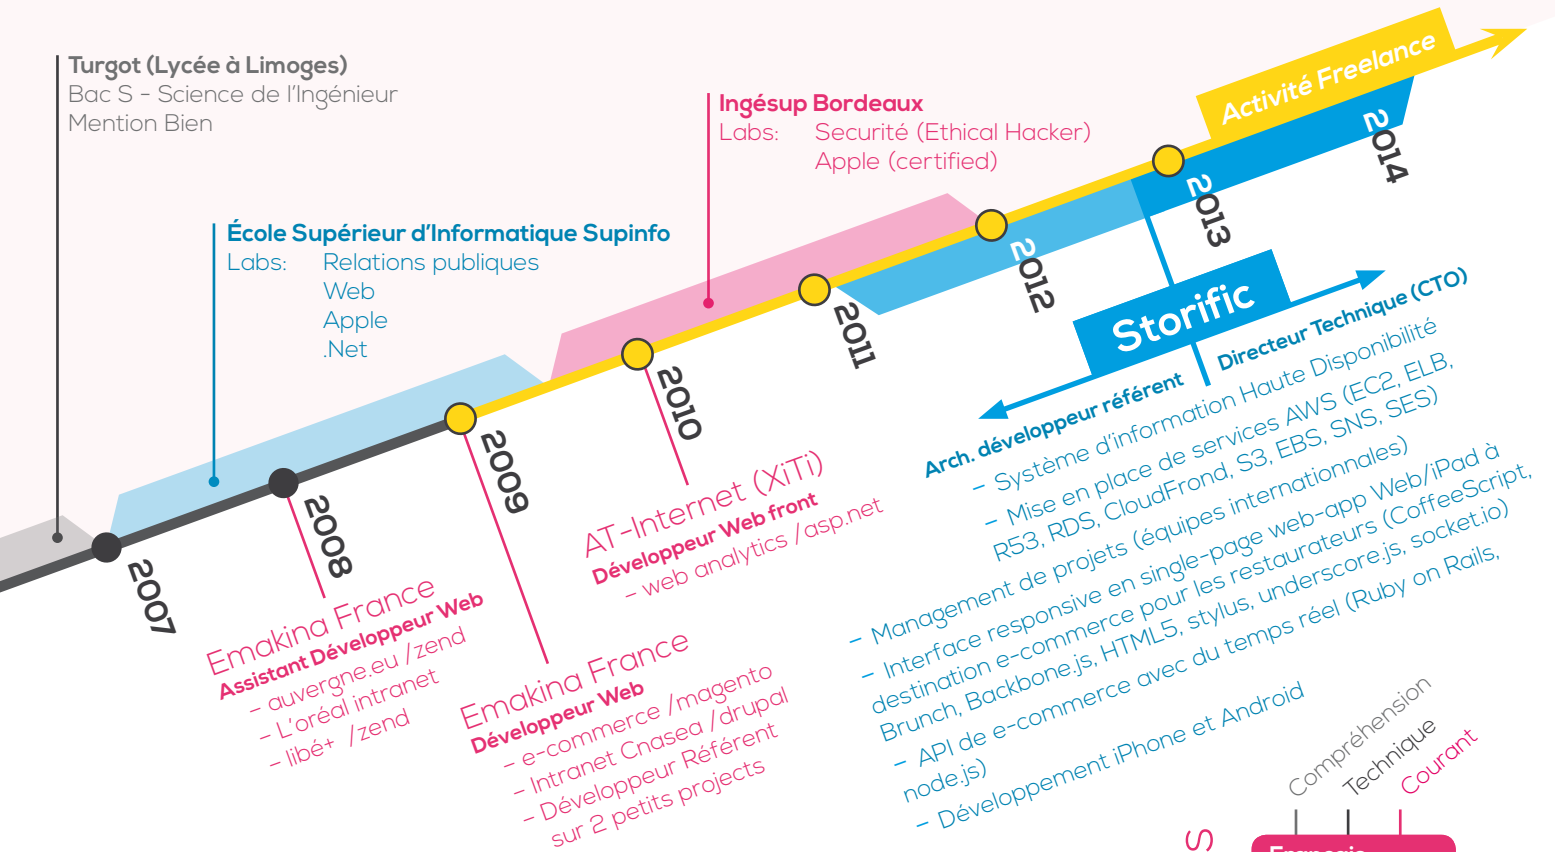 Turgot (Lycée à Limoges)
Bac S - Science de l'Ingénieur
Mention Bien
École Supérieur d'Informatique Supinfo
Labs: Relations publiques
Web
Apple
.Net
Ingésup Bordeaux
Labs: Securité (Ethical Hacker)
Apple (certified)
Activité Freelance
2007
2008
2009
2010
2011
2012
2013
2014
Emakina France
Assistant Développeur Web
- auvergne.eu /zend
- L'oréal intranet
- libé+ /zend
Emakina France
Développeur Web
- e-commerce /magento
- Intranet Cnasea /drupal
- Développeur Référent
sur 2 petits projects
AT-Internet (XiTi)
Développeur Web front
- web analytics /asp.net
Storific
Arch. développeur référent
Directeur Technique (CTO)
- Système d'information Haute Disponibilité
- Mise en place de services AWS (EC2, ELB,
R53, RDS, CloudFrond, S3, EBS, SNS, SES)
- Management de projets (équipes internationnales)
- Interface responsive en single-page web-app Web/iPad à
destination e-commerce pour les restaurateurs (CoffeeScript,
Brunch, Backbone.js, HTML5, stylus, underscore.js, socket.io)
- API de e-commerce avec du temps réel (Ruby on Rails,
node.js)
- Développement iPhone et Android
Compréhension
Technique
Courant
S
Français